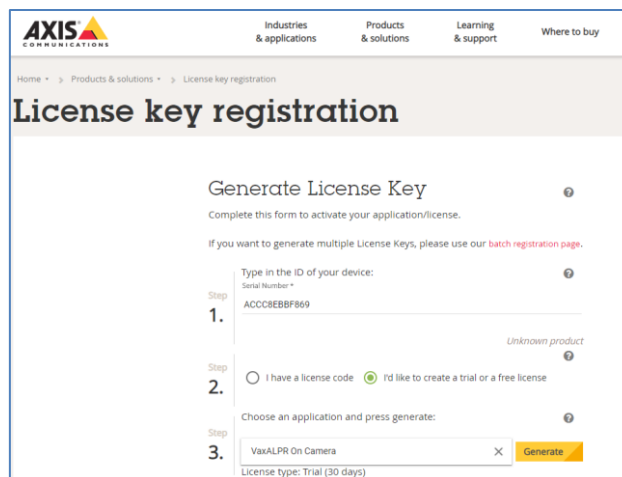 AXIS
COMMUNICATIONS
Industries & applications
Products & solutions
Learning & support
Where to buy
Home > Products & solutions > License key registration
License key registration
Generate License Key
Complete this form to activate your application/license.
If you want to generate multiple License Keys, please use our batch registration page.
Type in the ID of your device:
Serial Number *
Step
1.
ACCC8EBBF869
Unknown product
Step
2.
I have a license code
I'd like to create a trial or a free license
Choose an application and press generate:
Step
3.
VaxALPR On Camera
Generate
License type: Trial (30 days)